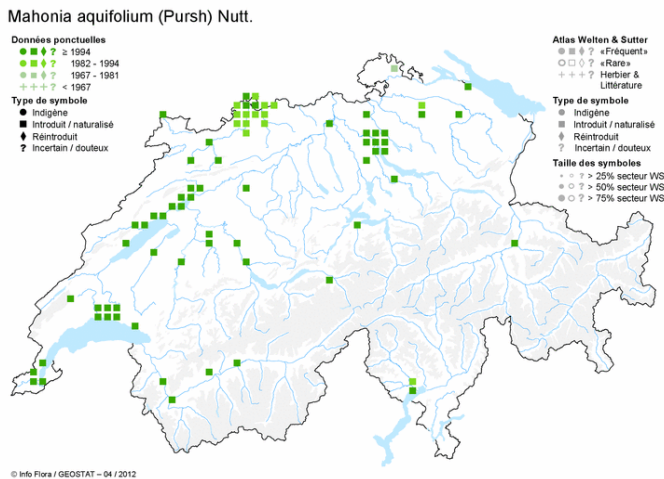 Mahonia aquifolium (Pursh) Nutt.
Données ponctuelles
? ≥ 1994
? 1982 - 1994
? 1967 - 1981
++++ < 1967
Type de symbole
Indigène
Introduit / naturalisé
Réintroduit
? Incertain / douteux
Atlas Welten & Sutter
? «Fréquent»
? «Rare»
+++ Herbier &
Littérature
Type de symbole
Indigène
Introduit / naturalisé
Réintroduit
? Incertain / douteux
Taille des symboles
? > 25% secteur WS
? > 50% secteur WS
? > 75% secteur WS
© Info Flora / GEOSTAT – 04 / 2012